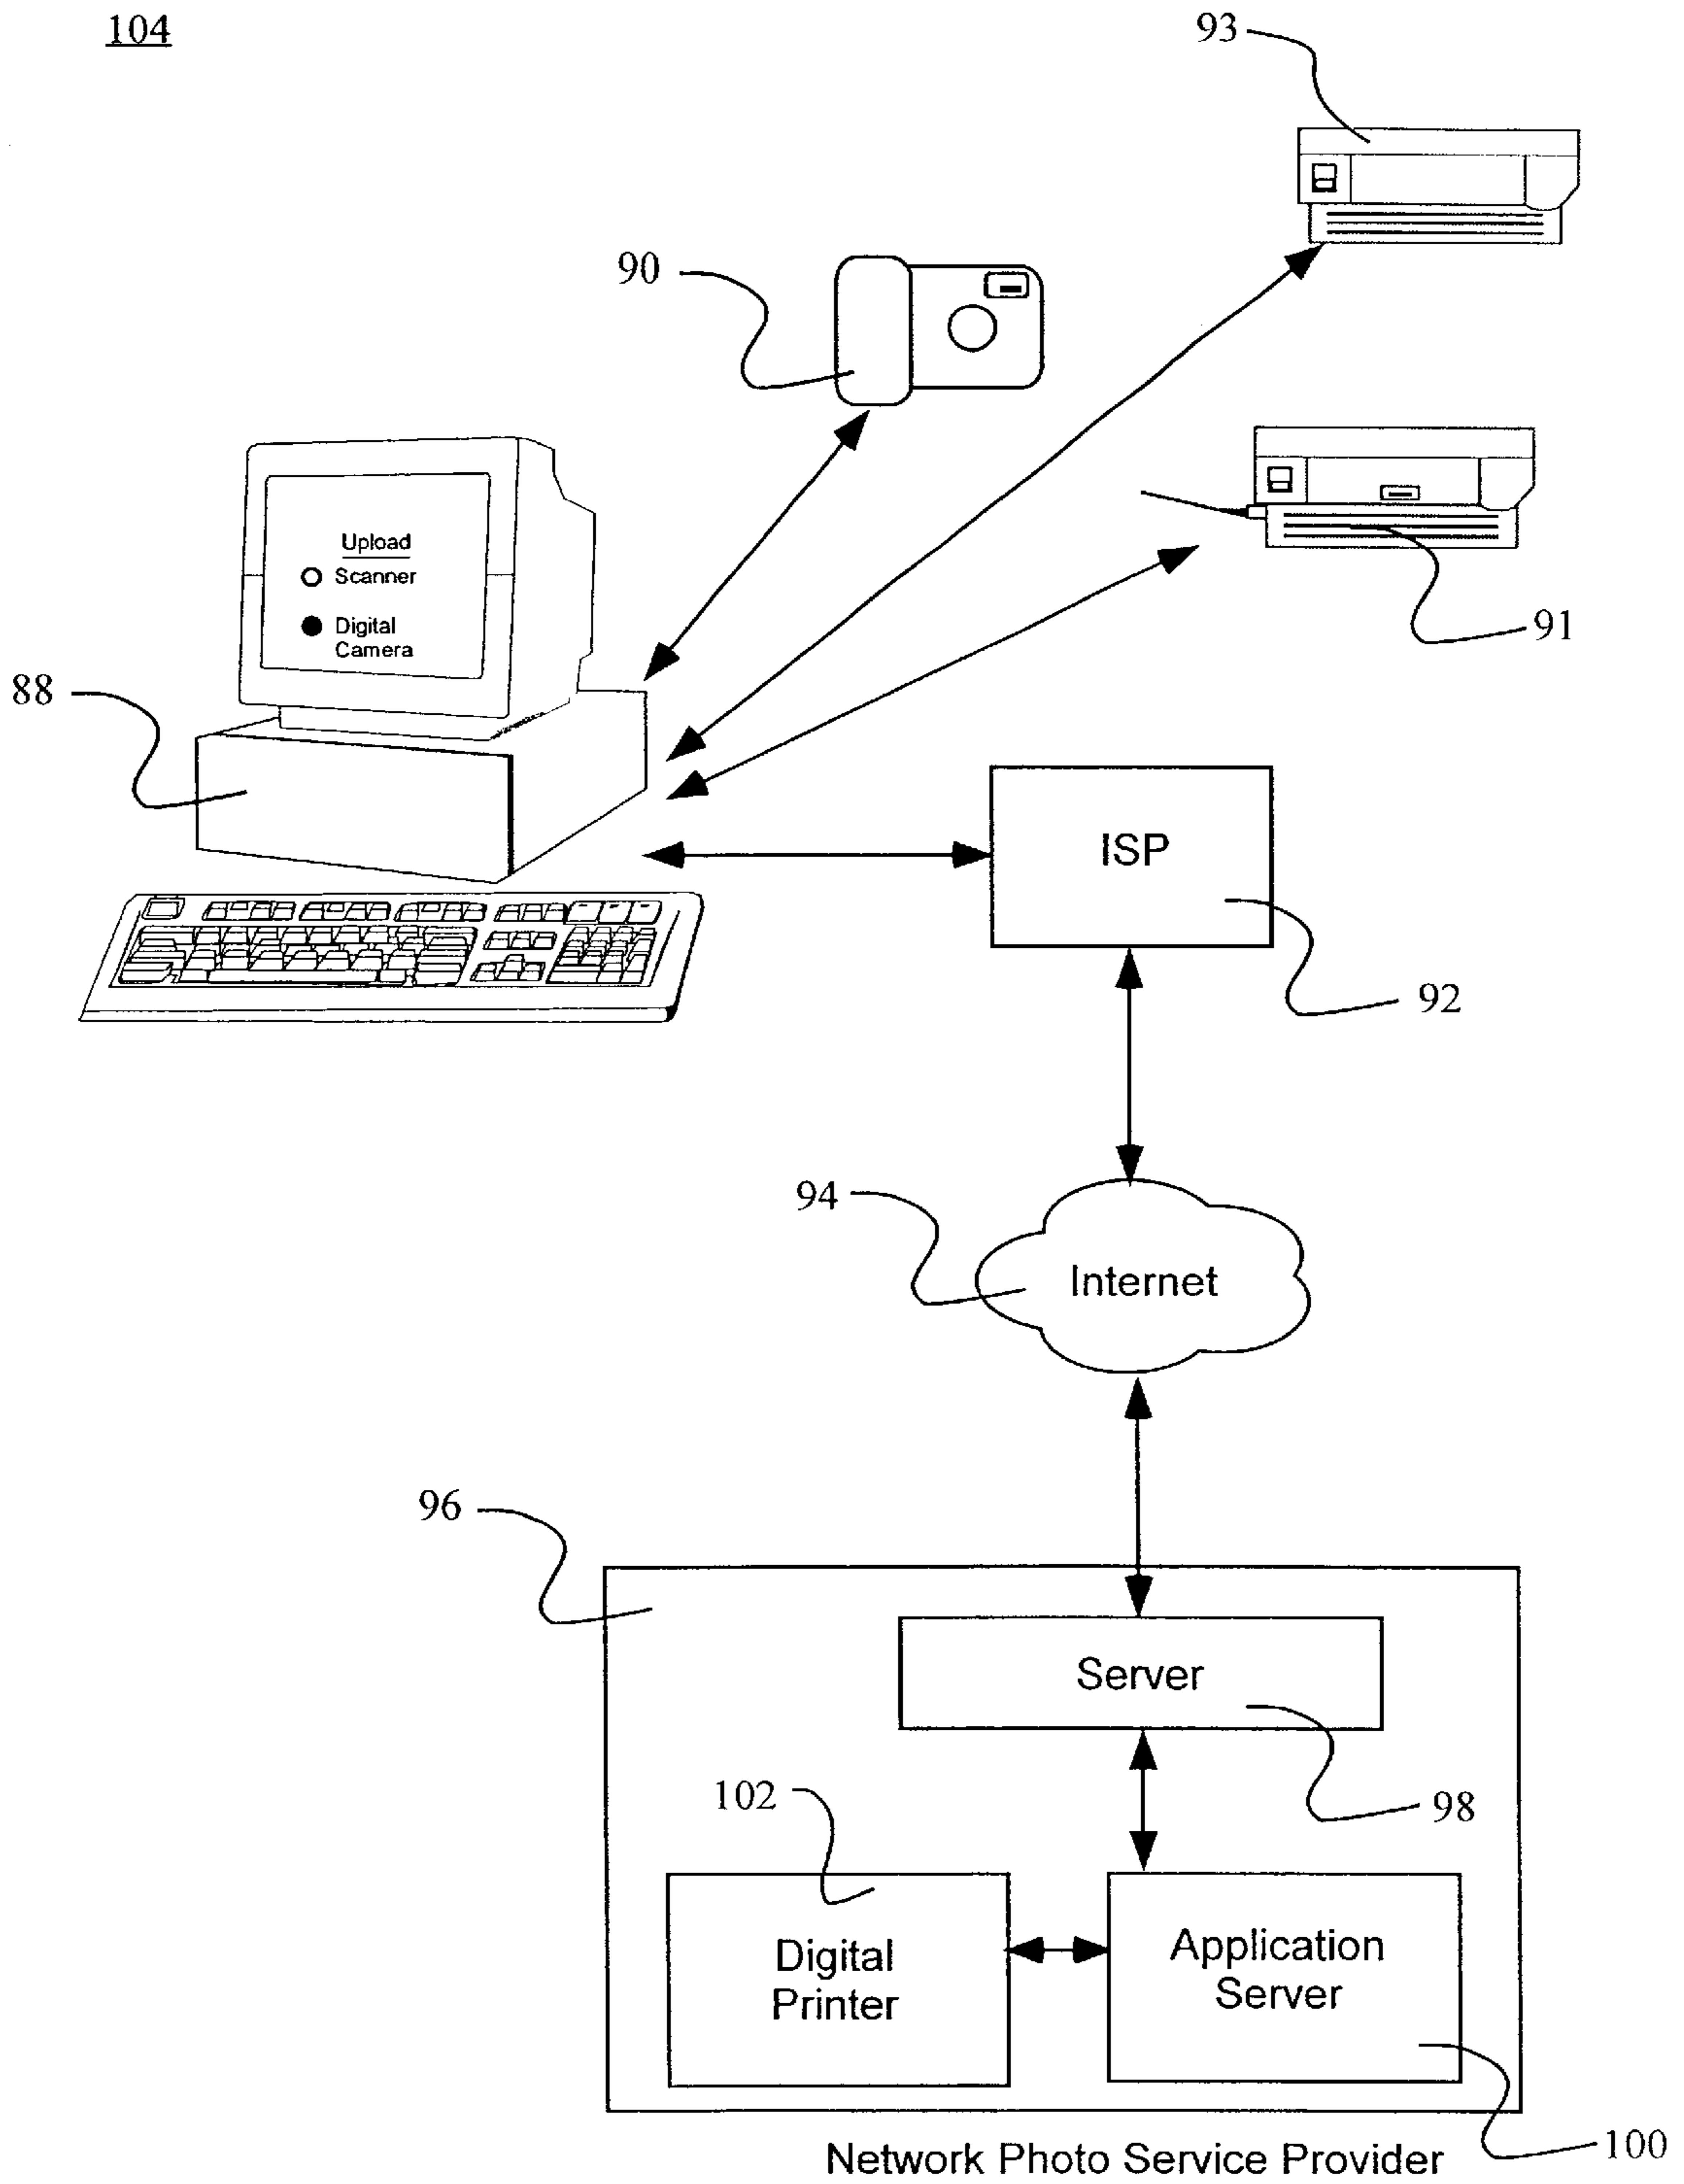 104
93
90
Upload
Scanner
Digital
Camera
91
88
ISP
92
94
Internet
96
Server
98
102
Digital
Printer
Application
Server
100
Network Photo Service Provider